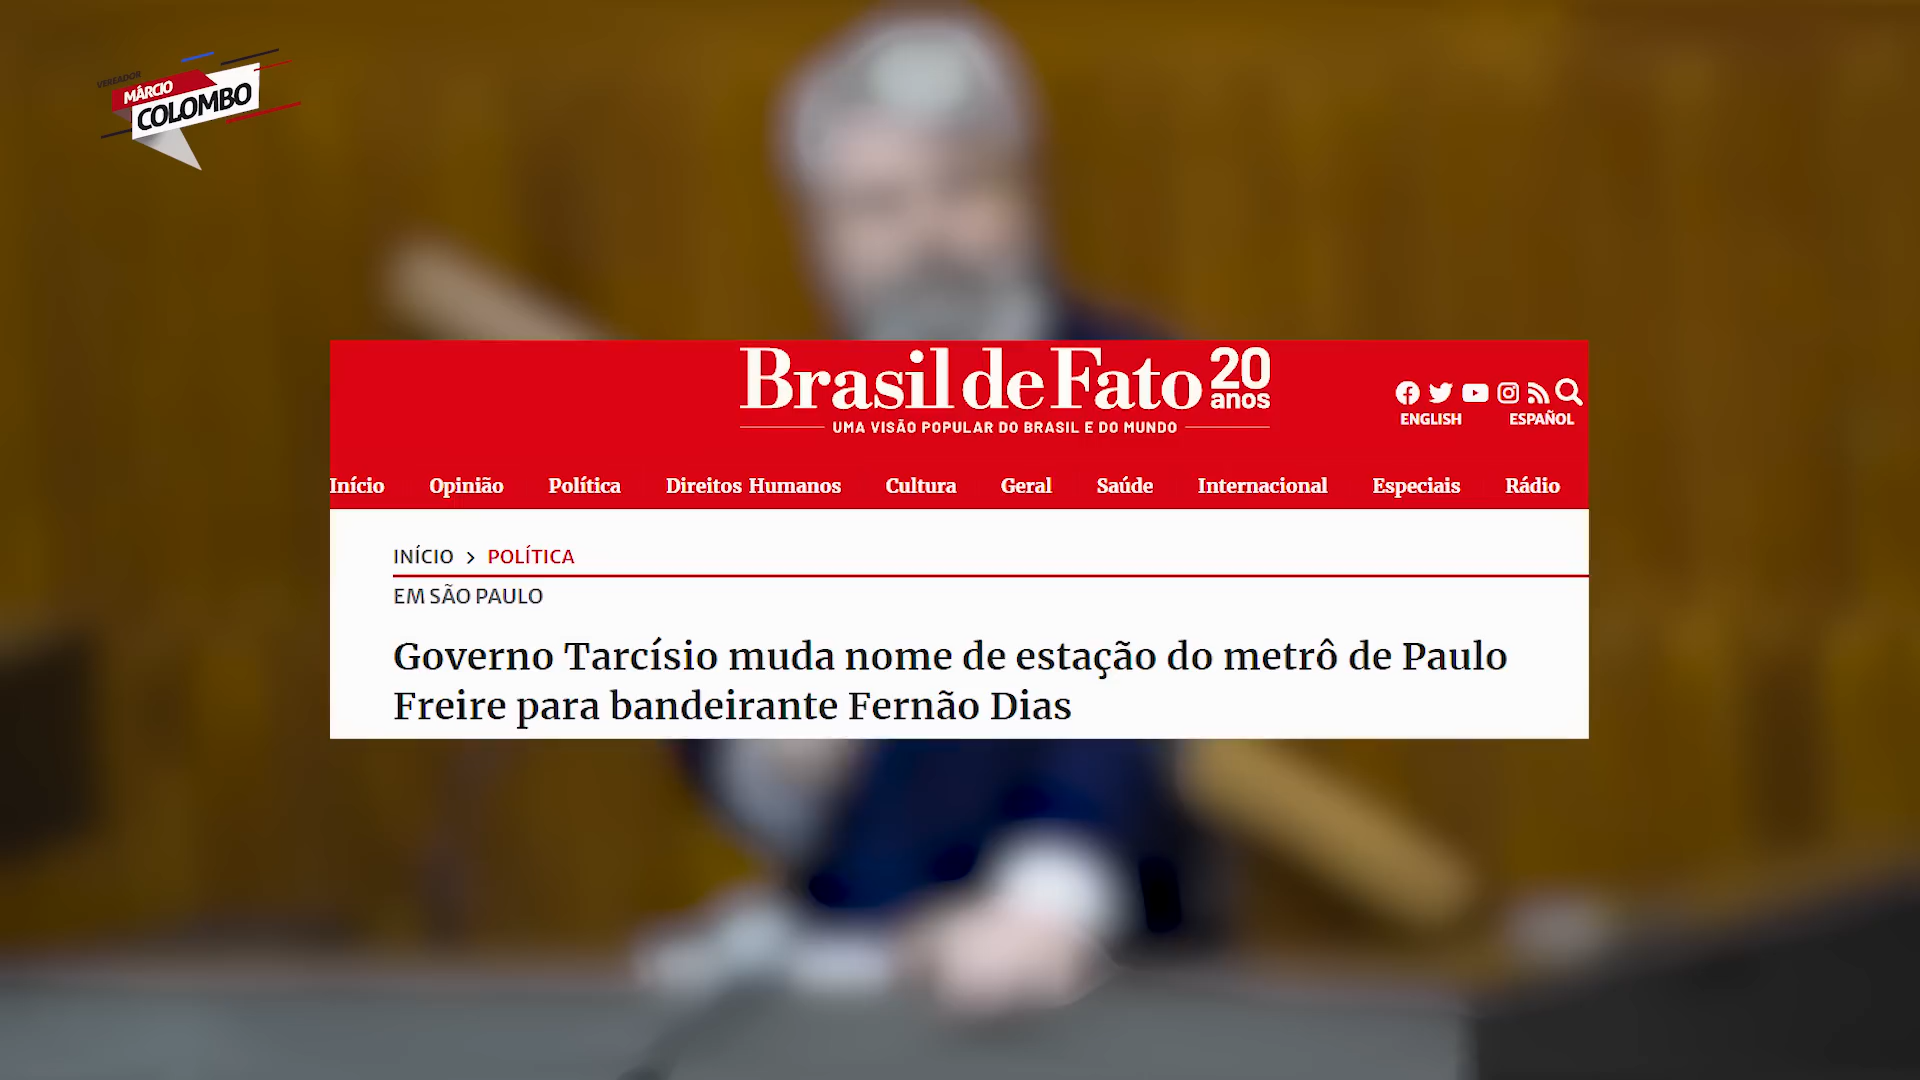 VEREADOR
MÁRCIO
COLOMBO
Brasil de Fato 20 anos
UMA VISÃO POPULAR DO BRASIL E DO MUNDO
ENGLISH ESPAÑOL
Início Opinião Política Direitos Humanos Cultura Geral Saúde Internacional Especiais Rádio
INÍCIO > POLÍTICA
EM SÃO PAULO
Governo Tarcísio muda nome de estação do metrô de Paulo
Freire para bandeirante Fernão Dias